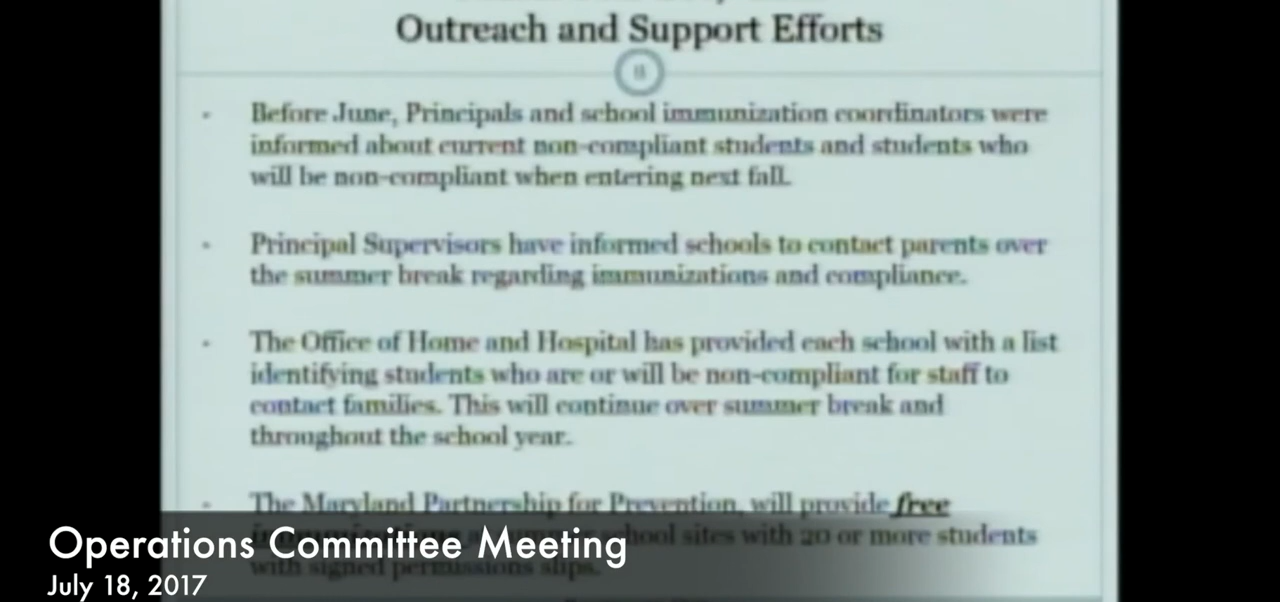 Outreach and Support Efforts
- Before June, Principals and school immunization coordinators were
informed about current non-compliant students and students who
will be non-compliant when entering next fall.
- Principal Supervisors have informed schools to contact parents over
the summer break regarding immunizations and compliance.
- The Office of Home and Hospital has provided each school with a list
identifying students who are or will be non-compliant for staff to
contact families. This will continue over summer break and
throughout the school year.
- The Maryland Partnership for Prevention, will provide free
school sites with 20 or more students
with signed permissions slips.
Operations Committee Meeting
July 18, 2017